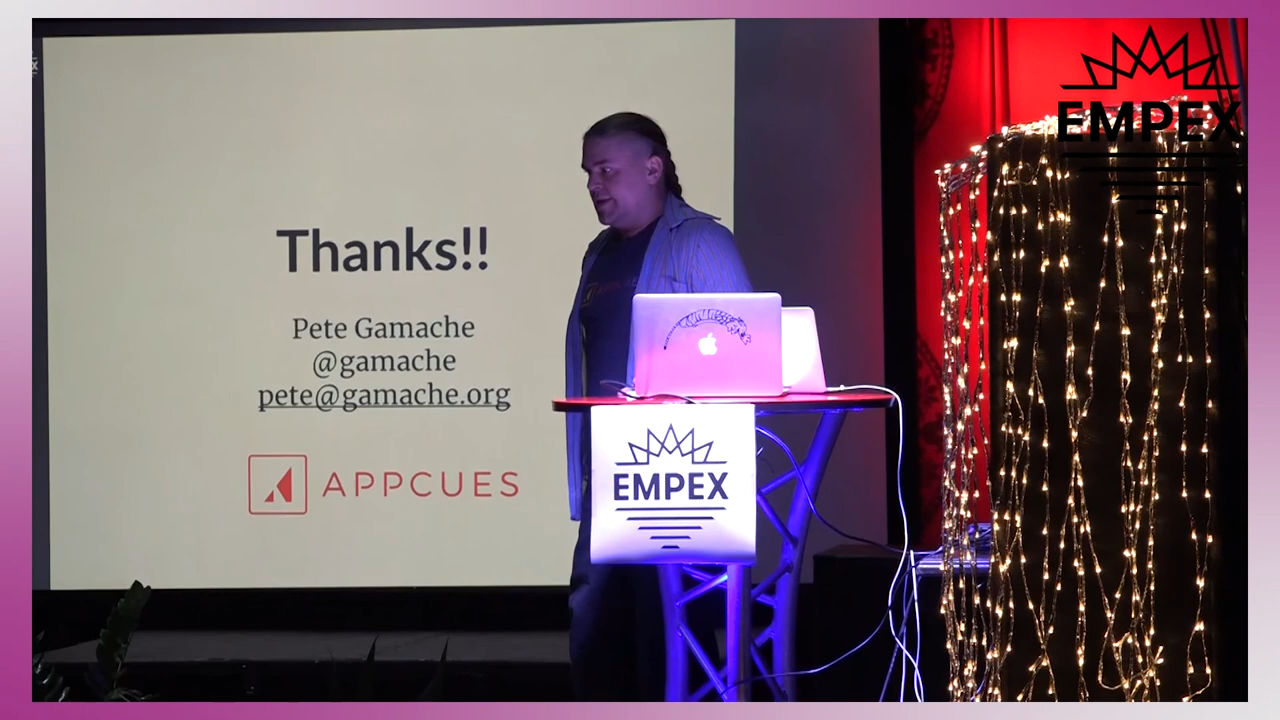 Thanks!!
Pete Gamache
@gamache
pete@gamache.org
APPCUES
EMPEX
EMPEX